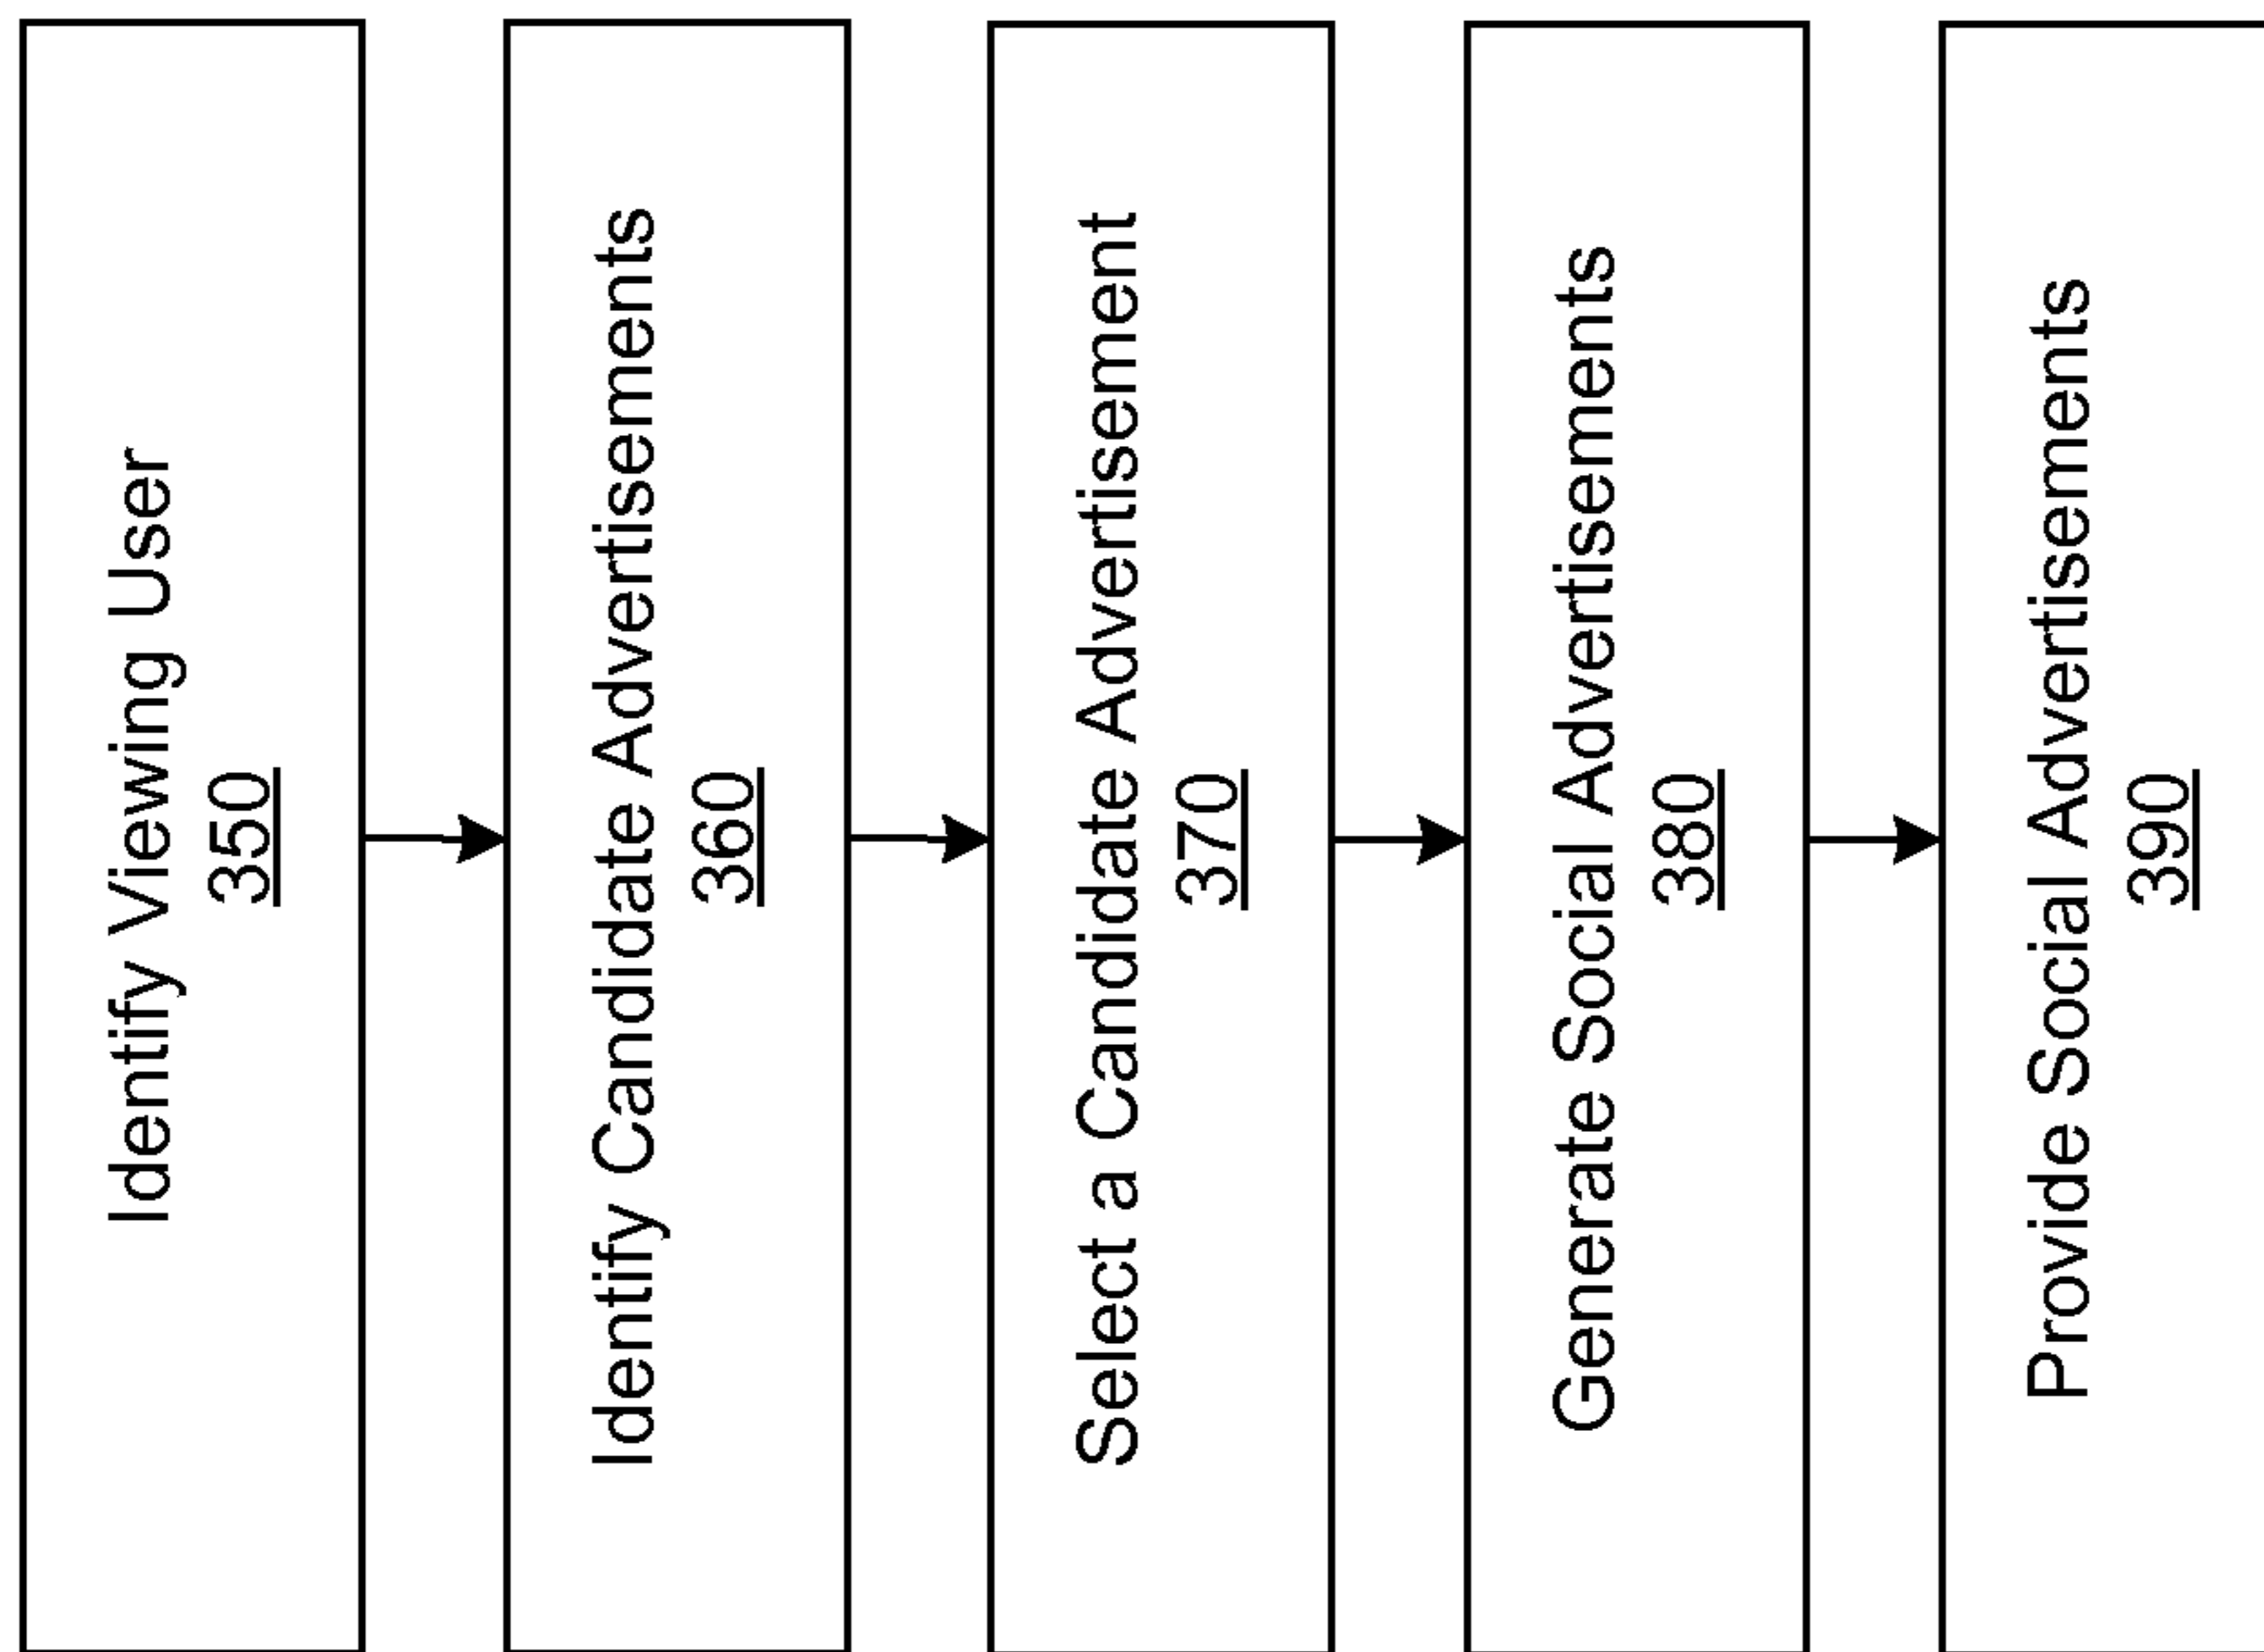 Identify Viewing User
350
Identify Candidate Advertisements
360
Select a Candidate Advertisement
370
Generate Social Advertisements
380
Provide Social Advertisements
390